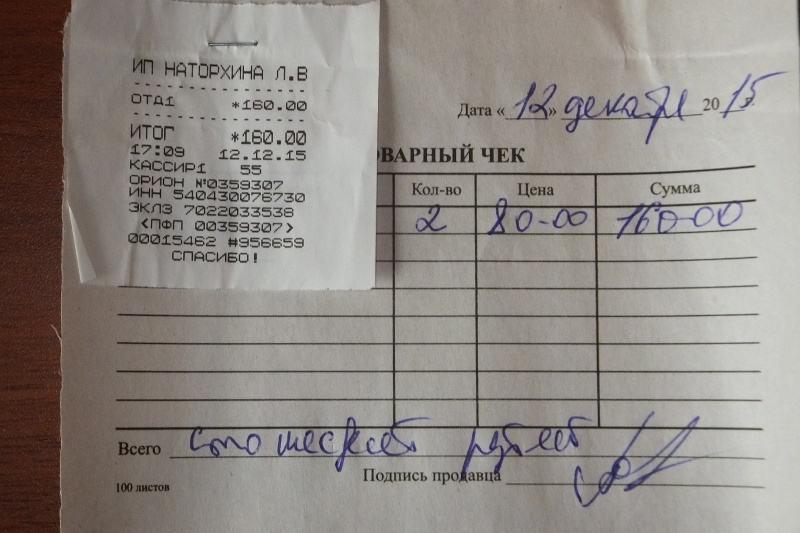 ИП НАТОРХИНА Л.В
ОТД1 *160.00
ИТОГ *160.00
17:09 12.12.15
КАССИР1 55
ОРИОН №0359307
ИНН 540430076730
ЭКЛЗ 7022033538
<ПФП 00359307>
00015462 #956659
СПАСИБО!
Дата «12» декабря 2015
ОВАРНЫЙ ЧЕК
Кол-во Цена Сумма
2 80-00 160-00
Всего сто шестьдесят рублей
Подпись продавца
100 листов